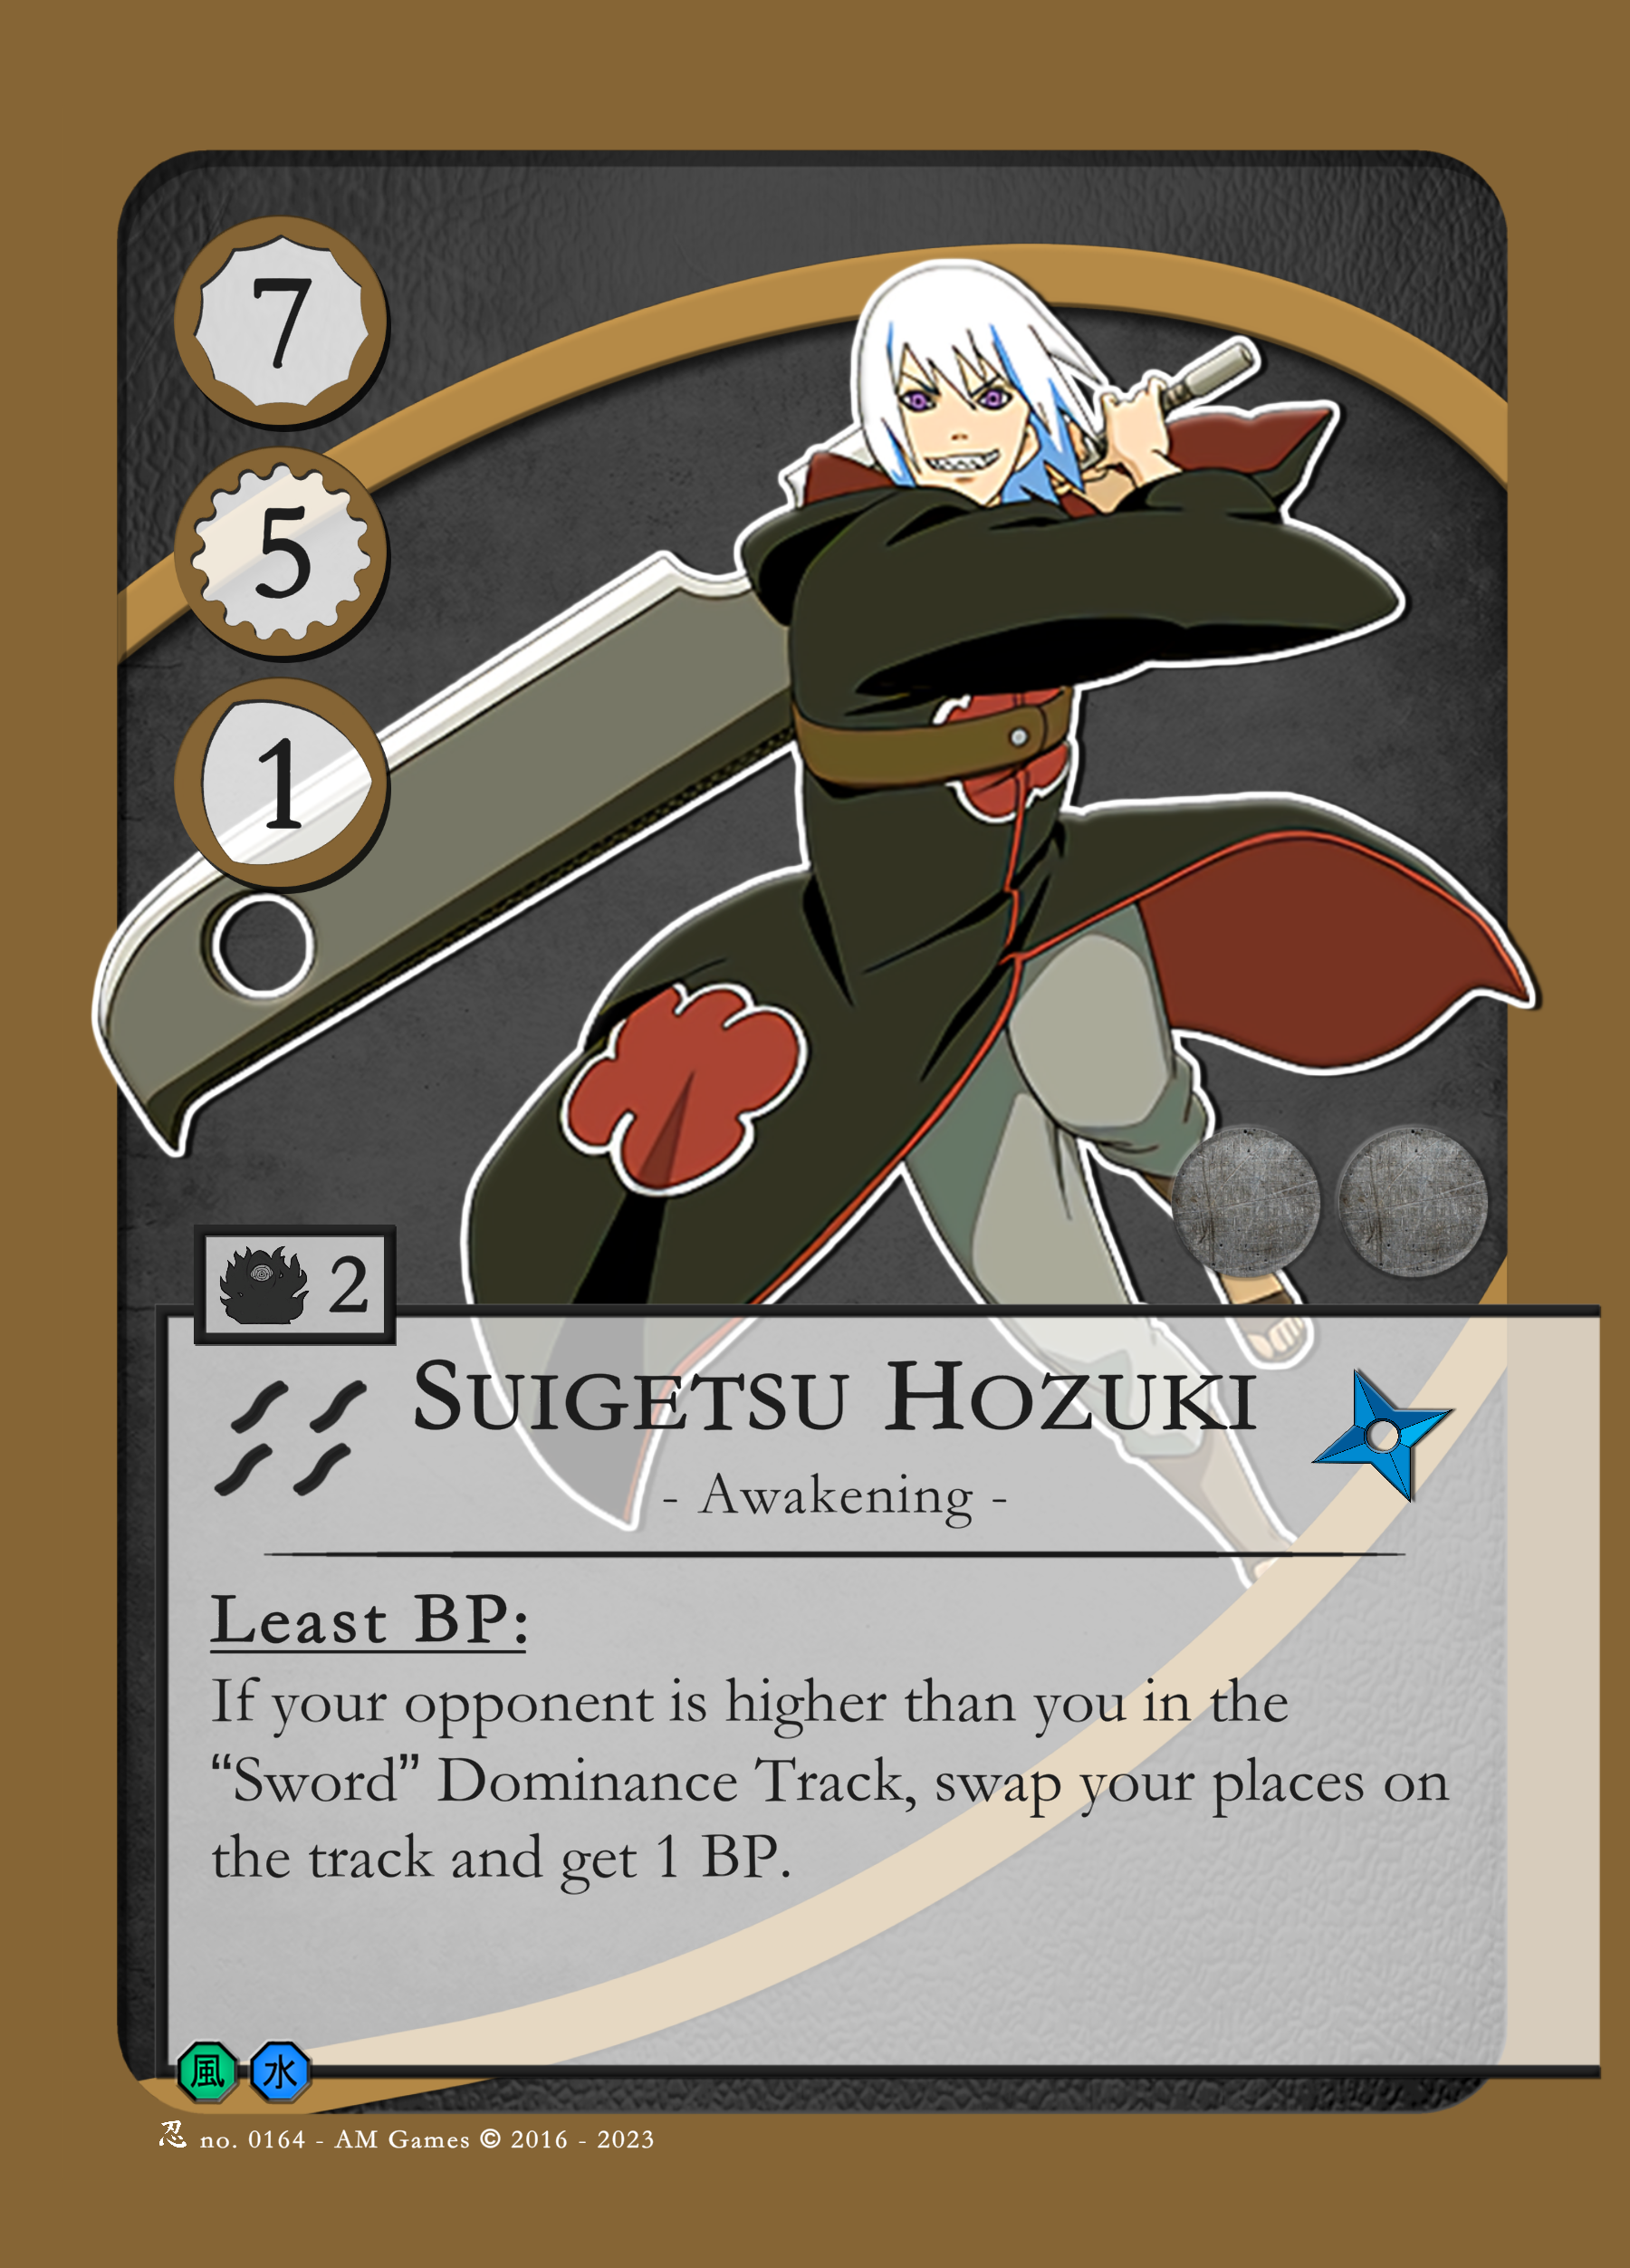 7
5
1
2
Suigetsu Hozuki
- Awakening -
Least BP:
If your opponent is higher than you in the
“Sword” Dominance Track, swap your places on
the track and get 1 BP.
風 水
忍 no. 0164 - AM Games © 2016 - 2023